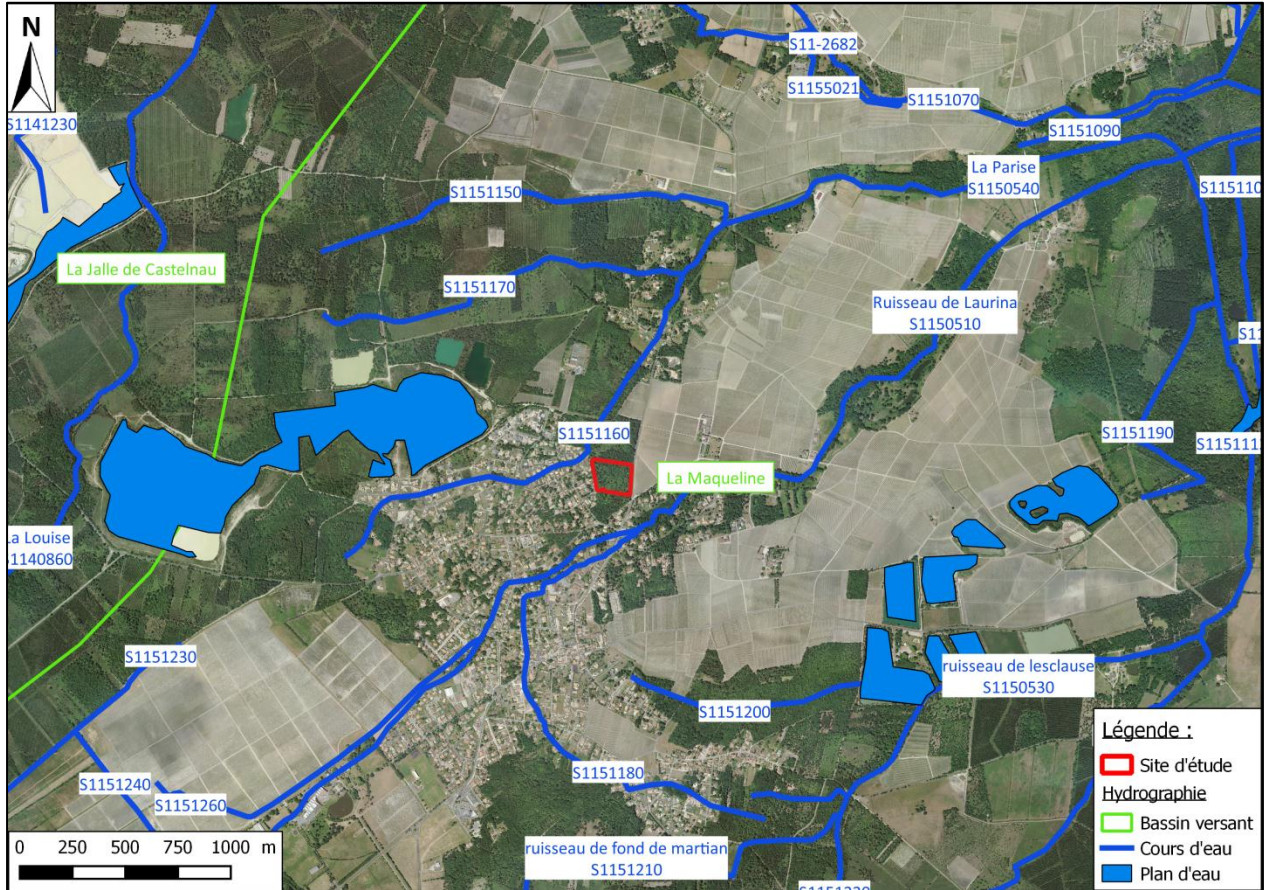 N
S11-2682
S1155021
S1151070
S1141230
S1151090
La Parise
S1150540
S1151150
La Jalle de Castelnau
S1151170
Ruisseau de Laurina
S1150510
S1151160
S1151190
La Maqueline
La Louise
S1140860
S1151230
ruisseau de lesclause
S1150530
S1151200
S1151240
S1151260
S1151180
ruisseau de fond de martian
S1151210
Légende :
Site d'étude
Hydrographie
Bassin versant
Cours d'eau
Plan d'eau
0 250 500 750 1000 m